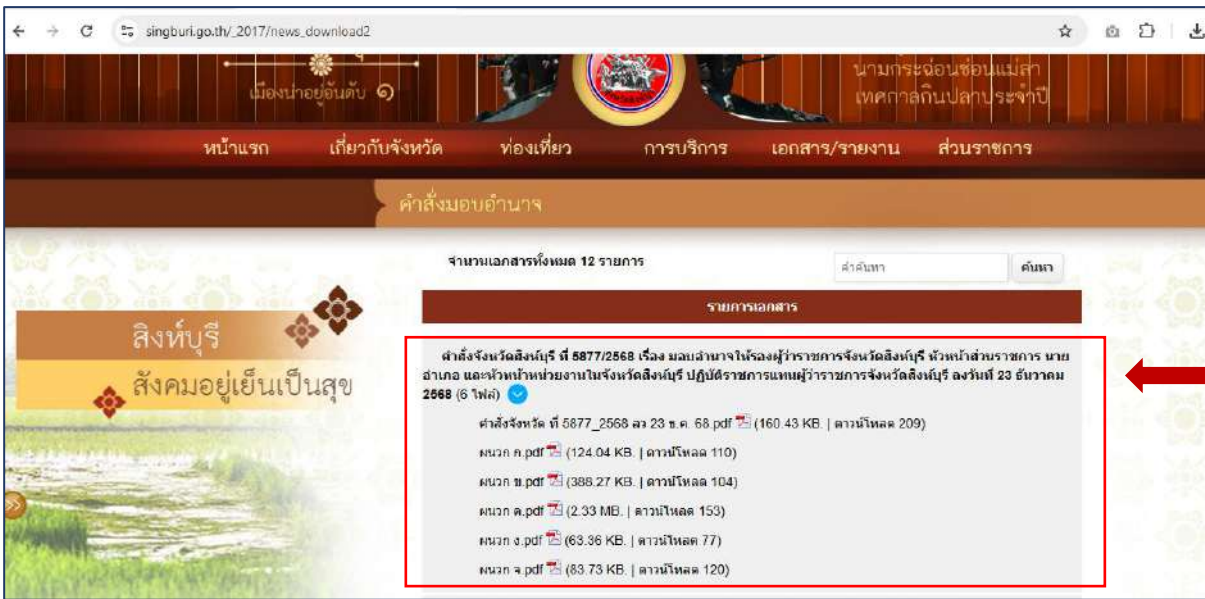 singburi.go.th/_2017/news_download2
เมืองน่าอยู่อันดับ ๑
นามกระฉ่อนช่อนแม่ลา
เทศกาลกินปลาประจำปี
หน้าแรก เกี่ยวกับจังหวัด ท่องเที่ยว การบริการ เอกสาร/รายงาน ส่วนราชการ
คำสั่งมอบอำนาจ
จำนวนเอกสารทั้งหมด 12 รายการ
คำค้นหา ค้นหา
รายการเอกสาร
สิงห์บุรี
สังคมอยู่เย็นเป็นสุข
คำสั่งจังหวัดสิงห์บุรี ที่ 5877/2568 เรื่อง มอบอำนาจให้รองผู้ว่าราชการจังหวัดสิงห์บุรี หัวหน้าส่วนราชการ นาย
อำเภอ และหัวหน้าหน่วยงานในจังหวัดสิงห์บุรี ปฏิบัติราชการแทนผู้ว่าราชการจังหวัดสิงห์บุรี ลงวันที่ 23 ธันวาคม
2568 (6 ไฟล์)
คำสั่งจังหวัด ที่ 5877_2568 ลว 23 ธ.ค. 68.pdf (160.43 KB. | ดาวน์โหลด 209)
ผนวก ก.pdf (124.04 KB. | ดาวน์โหลด 110)
ผนวก ข.pdf (388.27 KB. | ดาวน์โหลด 104)
ผนวก ค.pdf (2.33 MB. | ดาวน์โหลด 153)
ผนวก ง.pdf (63.36 KB. | ดาวน์โหลด 77)
ผนวก จ.pdf (83.73 KB. | ดาวน์โหลด 120)